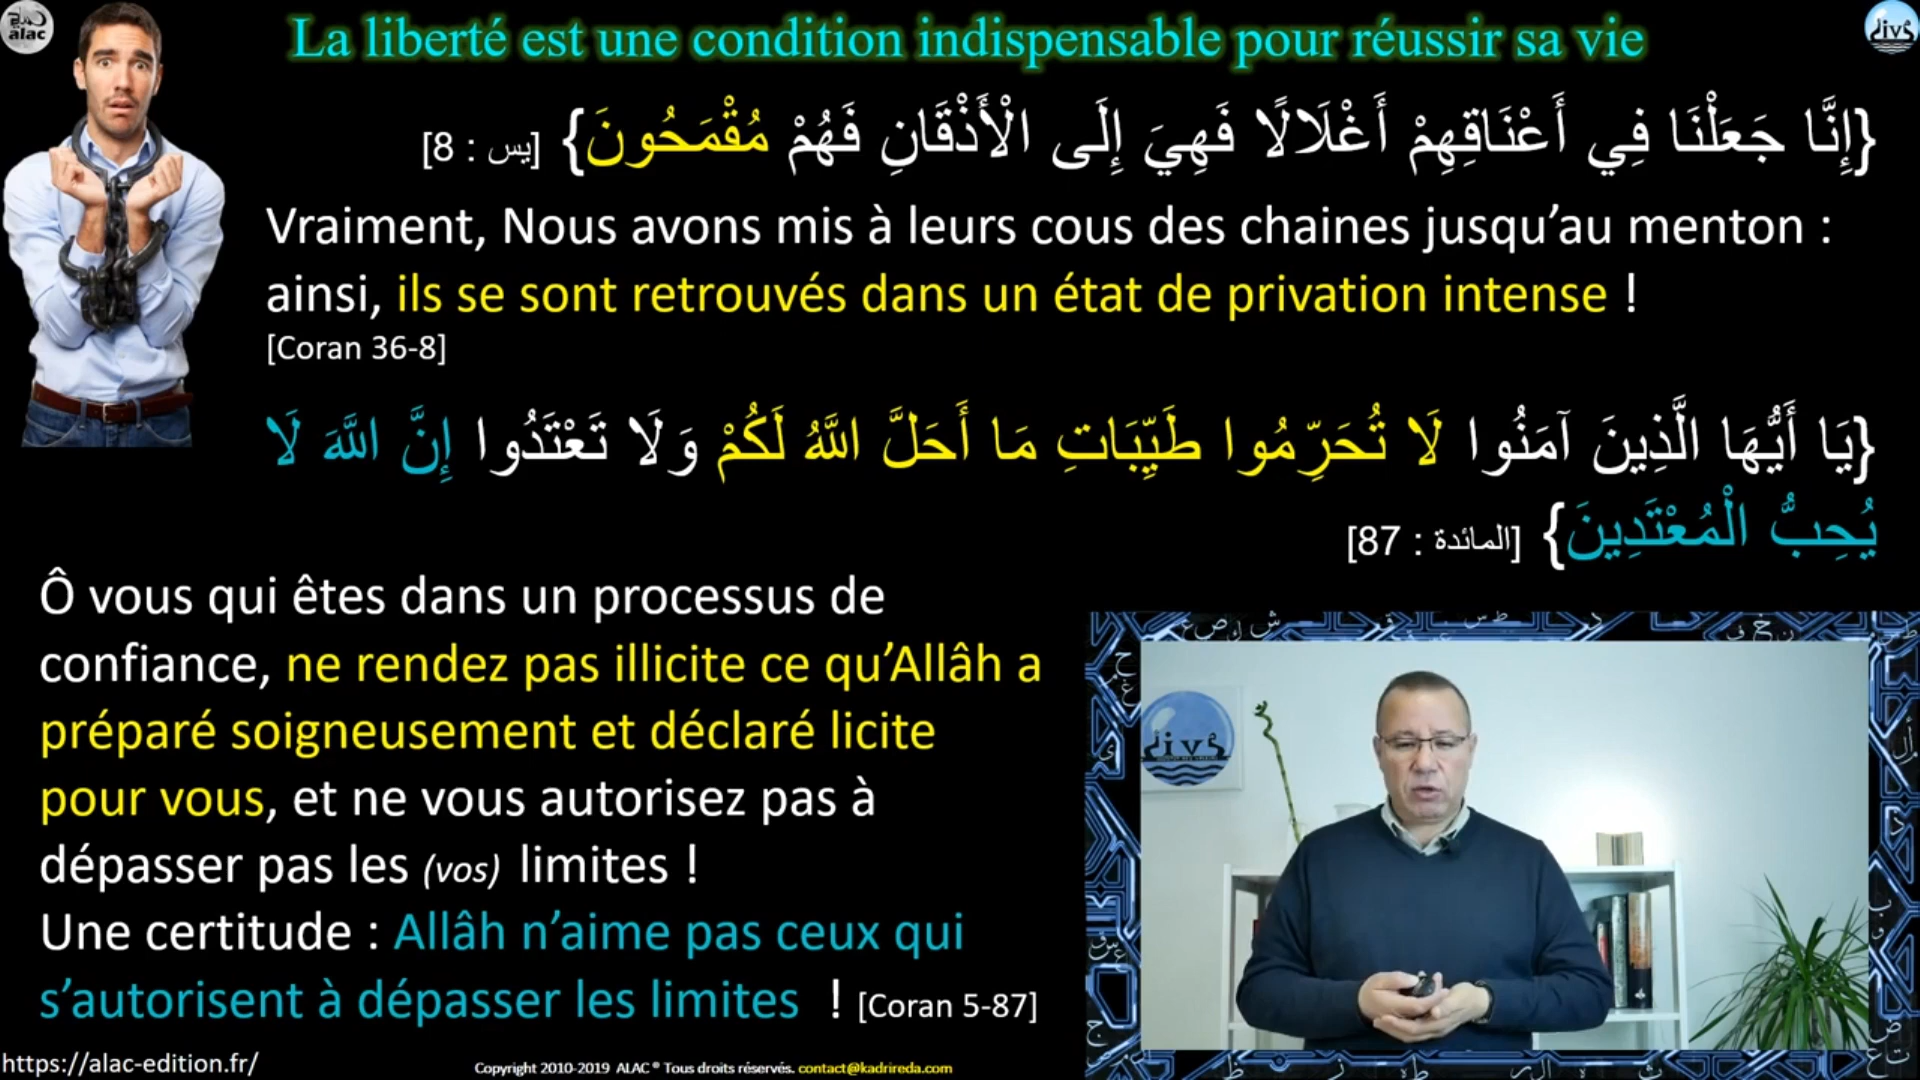 alac
La liberté est une condition indispensable pour réussir sa vie
{إِنَّا جَعَلْنَا فِي أَعْنَاقِهِمْ أَغْلَالًا فَهِيَ إِلَى الْأَذْقَانِ فَهُمْ مُقْمَحُونَ} [يس : 8]
Vraiment, Nous avons mis à leurs cous des chaines jusqu’au menton :
ainsi, ils se sont retrouvés dans un état de privation intense !
[Coran 36-8]
{يَا أَيُّهَا الَّذِينَ آمَنُوا لَا تُحَرِّمُوا طَيِّبَاتِ مَا أَحَلَّ اللَّهُ لَكُمْ وَلَا تَعْتَدُوا إِنَّ اللَّهَ لَا
يُحِبُّ الْمُعْتَدِينَ} [المائدة : 87]
Ô vous qui êtes dans un processus de
confiance, ne rendez pas illicite ce qu’Allâh a
préparé soigneusement et déclaré licite
pour vous, et ne vous autorisez pas à
dépasser pas les (vos) limites !
Une certitude : Allâh n’aime pas ceux qui
s’autorisent à dépasser les limites ! [Coran 5-87]
https://alac-edition.fr/
Copyright 2010-2019 ALAC ® Tous droits réservés. contact@kadrireda.com